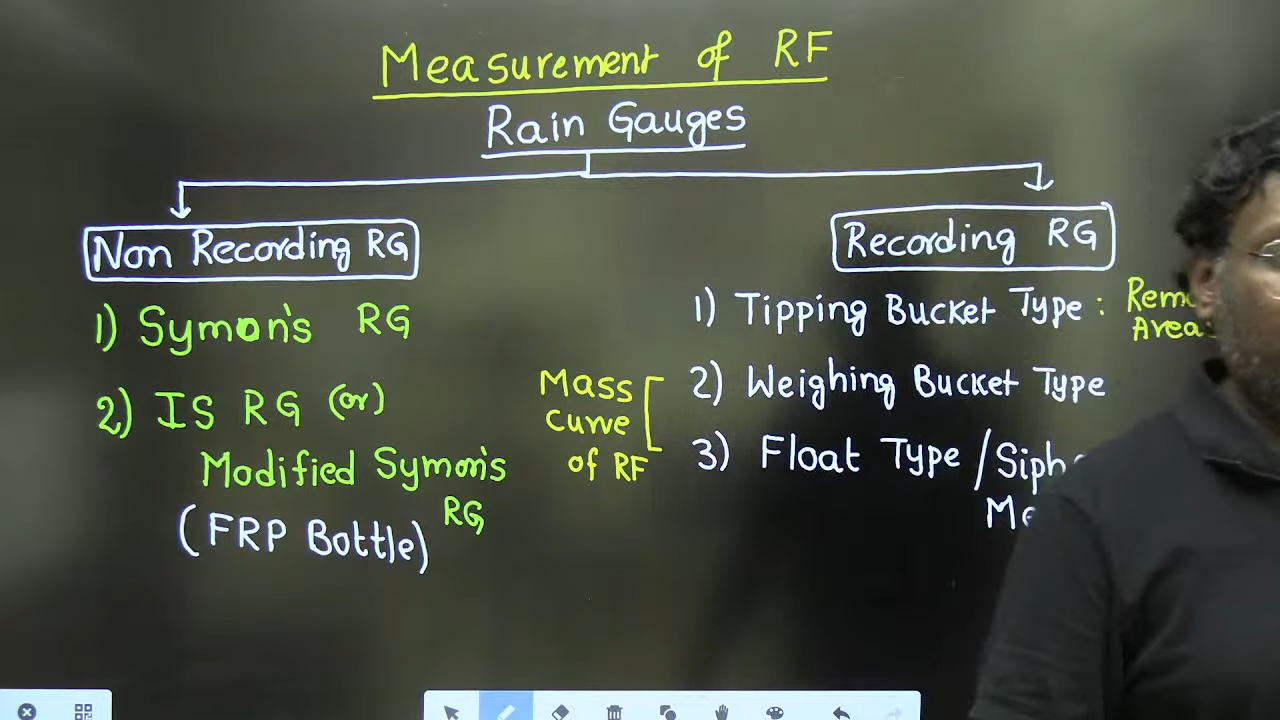 Measurement of RF
Rain Gauges
Non Recording RG
1) Symon's RG
2) IS RG (or)
Modified Symon's
RG
(FRP Bottle)
Recording RG
1) Tipping Bucket Type :
2) Weighing Bucket Type
3) Float Type /
Mass
Curve
of RF